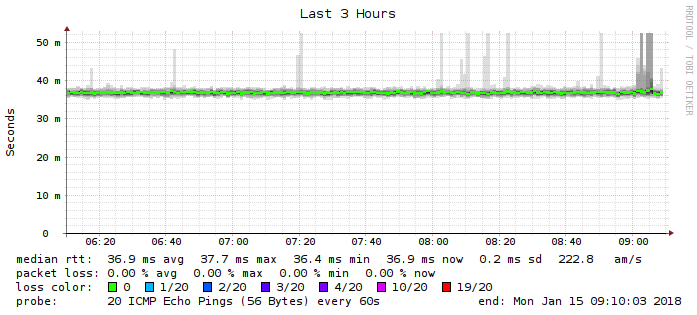 Last 3 Hours
RRDTOOL / TOBI OETIKER
Seconds
50 m
40 m
30 m
20 m
10 m
0
06:20 06:40 07:00 07:20 07:40 08:00 08:20 08:40 09:00
median rtt: 36.9 ms avg 37.7 ms max 36.4 ms min 36.9 ms now 0.2 ms sd 222.8 am/s
packet loss: 0.00 % avg 0.00 % max 0.00 % min 0.00 % now
loss color: 0 1/20 2/20 3/20 4/20 10/20 19/20
probe: 20 ICMP Echo Pings (56 Bytes) every 60s end: Mon Jan 15 09:10:03 2018